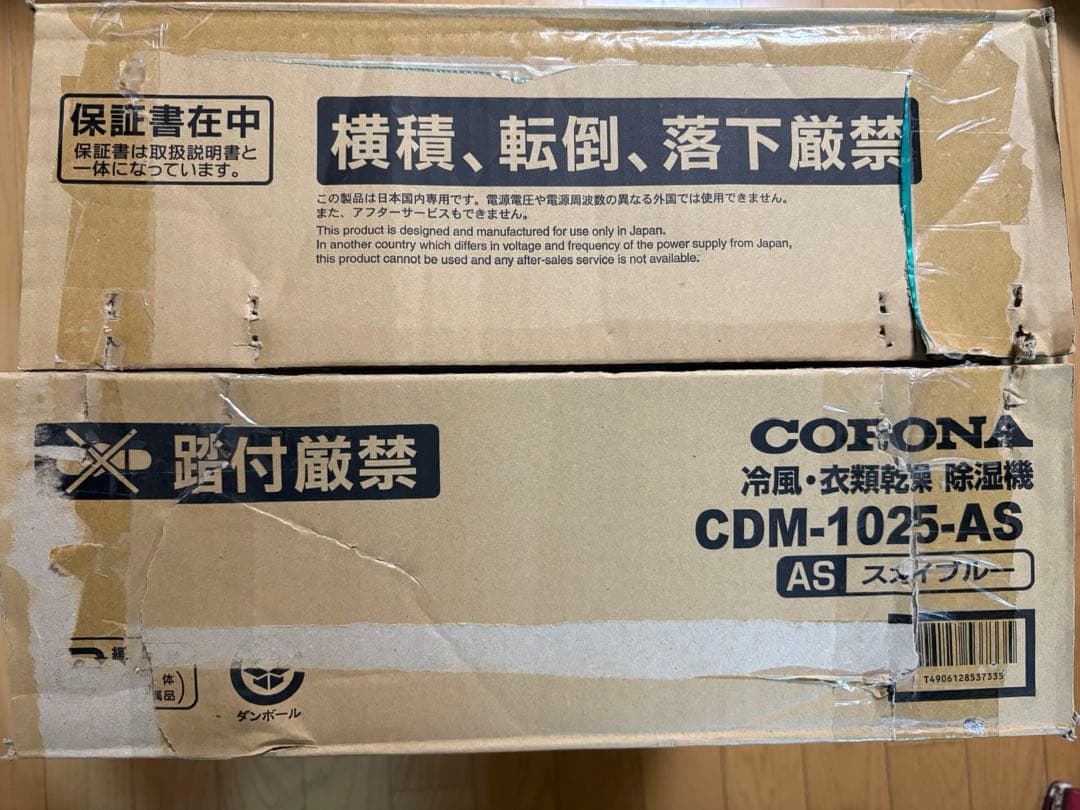 保証書在中
保証書は取扱説明書と
一体になっています。
横積、転倒、落下厳禁
この製品は日本国内専用です。電源電圧や電源周波数の異なる外国では使用できません。
また、アフターサービスもできません。
This product is designed and manufactured for use only in Japan.
In another country which differs in voltage and frequency of the power supply from Japan,
this product cannot be used and any after-sales service is not available.
踏付厳禁
CORONA
冷風・衣類乾燥 除湿機
CDM-1025-AS
AS スカイブルー
T4906128537335
体
ダンボール